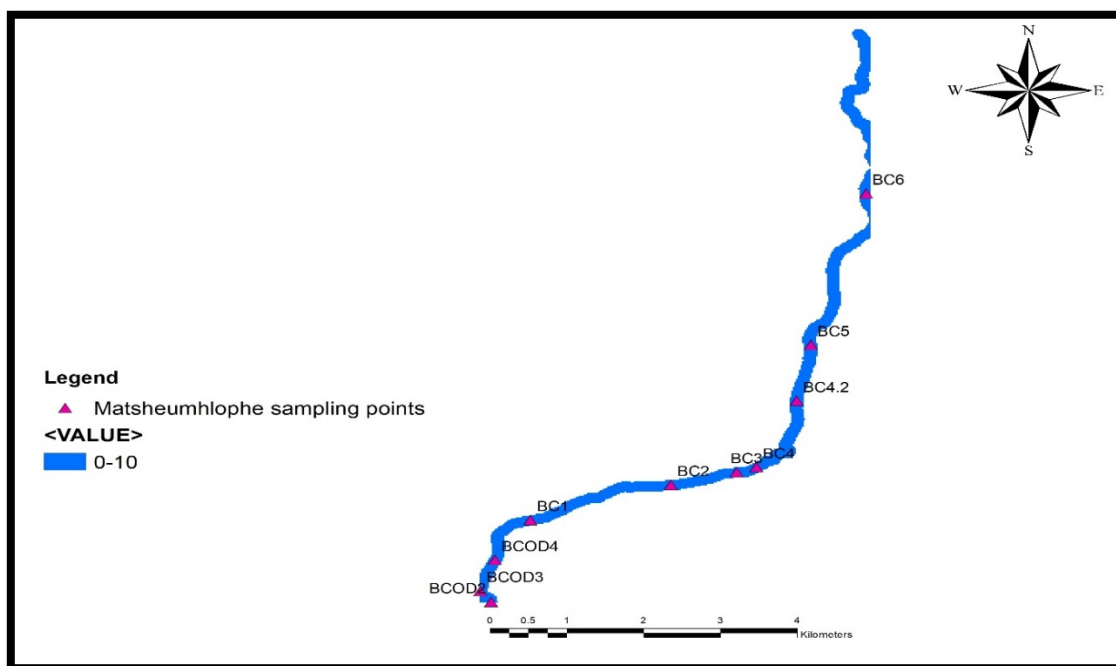 N
W E
S
BC6
BC5
BC4.2
BC3 BC4
BC2
BC1
BCOD4
BCOD3
BCOD2
Legend
Matsheumhlophe sampling points
<VALUE>
0-10
0 0.5 1 2 3 4
Kilometers